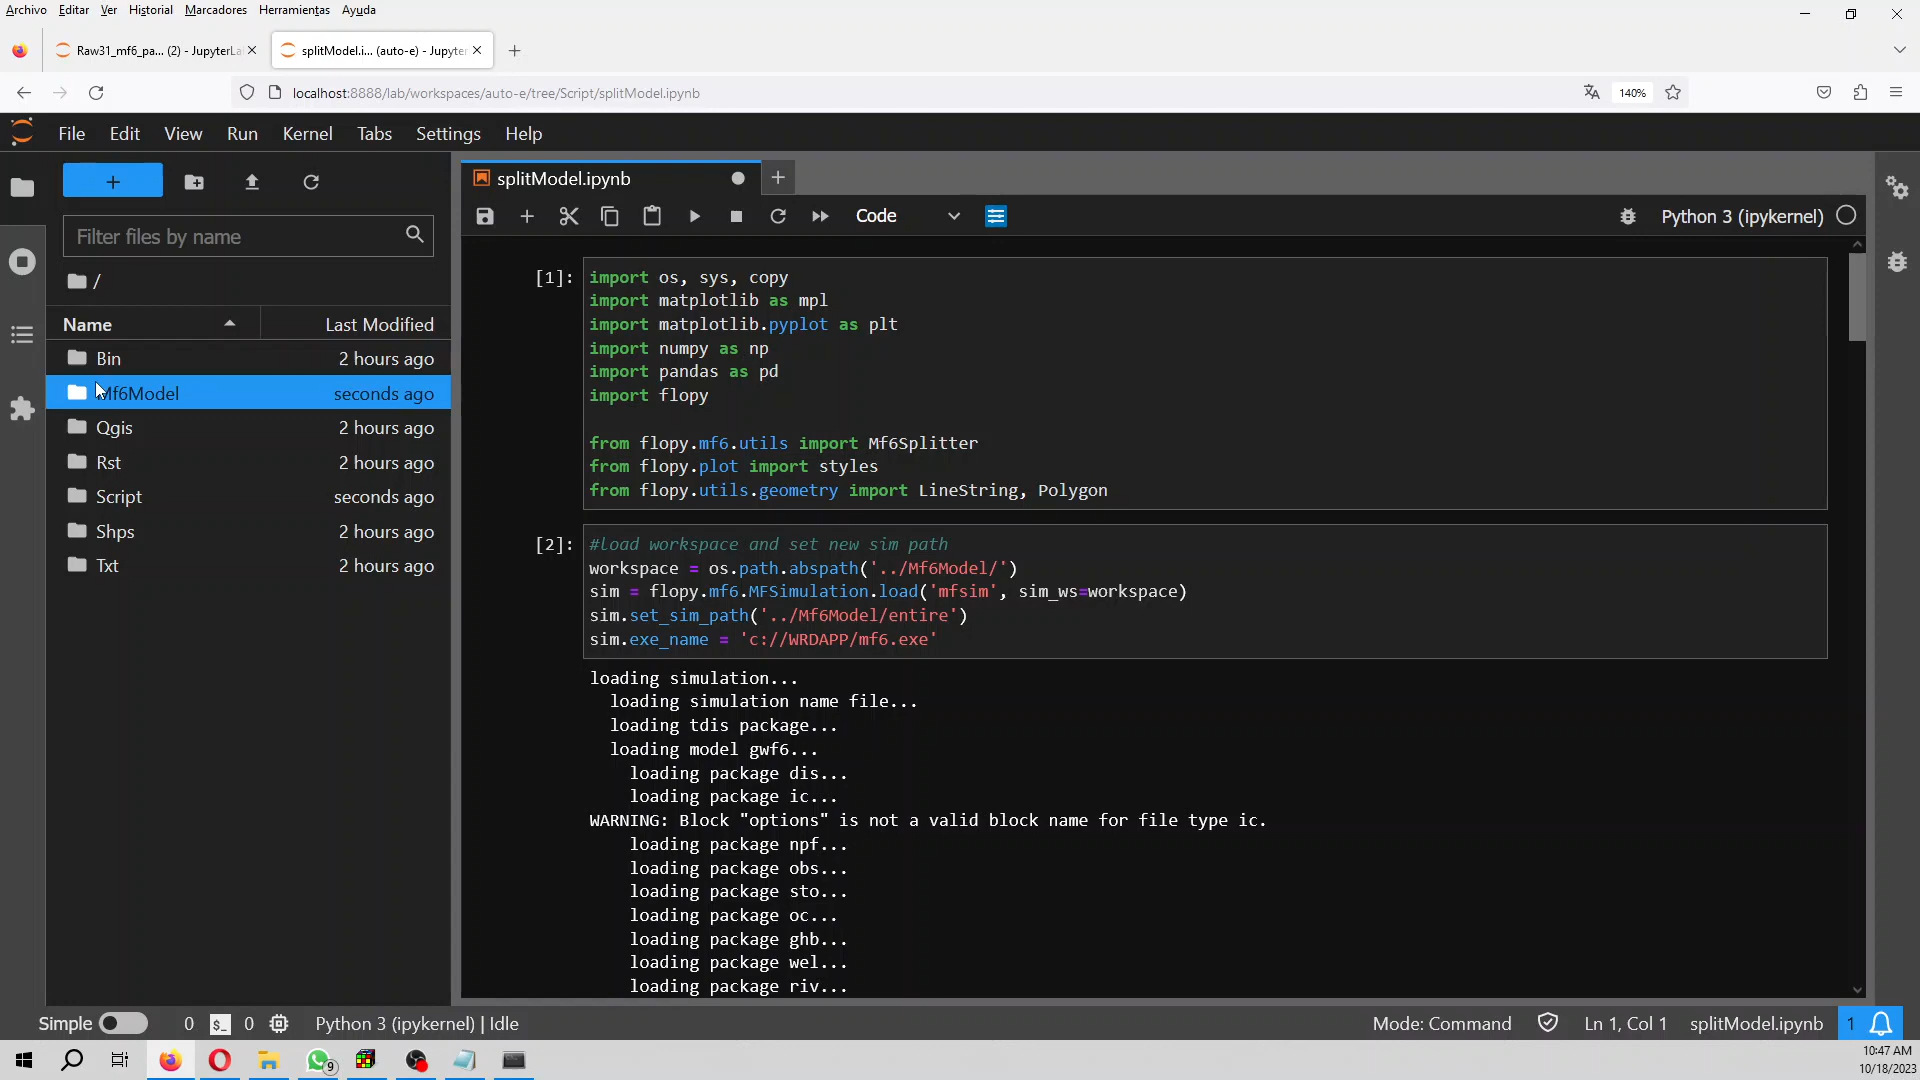 Archivo Editar Ver Historial Marcadores Herramientas Ayuda
Raw31_mf6_pa... (2) - JupyterLa
splitModel.i... (auto-e) - Jupyter
localhost:8888/lab/workspaces/auto-e/tree/Script/splitModel.ipynb
140%
File Edit View Run Kernel Tabs Settings Help
splitModel.ipynb
Code
Python 3 (ipykernel)
Filter files by name
/
Name Last Modified
Bin 2 hours ago
Mf6Model seconds ago
Qgis 2 hours ago
Rst 2 hours ago
Script seconds ago
Shps 2 hours ago
Txt 2 hours ago
[1]: import os, sys, copy
import matplotlib as mpl
import matplotlib.pyplot as plt
import numpy as np
import pandas as pd
import flopy
from flopy.mf6.utils import Mf6Splitter
from flopy.plot import styles
from flopy.utils.geometry import LineString, Polygon
[2]: #load workspace and set new sim path
workspace = os.path.abspath('../Mf6Model/')
sim = flopy.mf6.MFSimulation.load('mfsim', sim_ws=workspace)
sim.set_sim_path('../Mf6Model/entire')
sim.exe_name = 'c://WRDAPP/mf6.exe'
loading simulation...
loading simulation name file...
loading tdis package...
loading model gwf6...
loading package dis...
loading package ic...
WARNING: Block "options" is not a valid block name for file type ic.
loading package npf...
loading package obs...
loading package sto...
loading package oc...
loading package ghb...
loading package wel...
loading package riv...
Simple 0 $_ 0 Python 3 (ipykernel) | Idle
Mode: Command Ln 1, Col 1 splitModel.ipynb 1
9
10:47 AM
10/18/2023